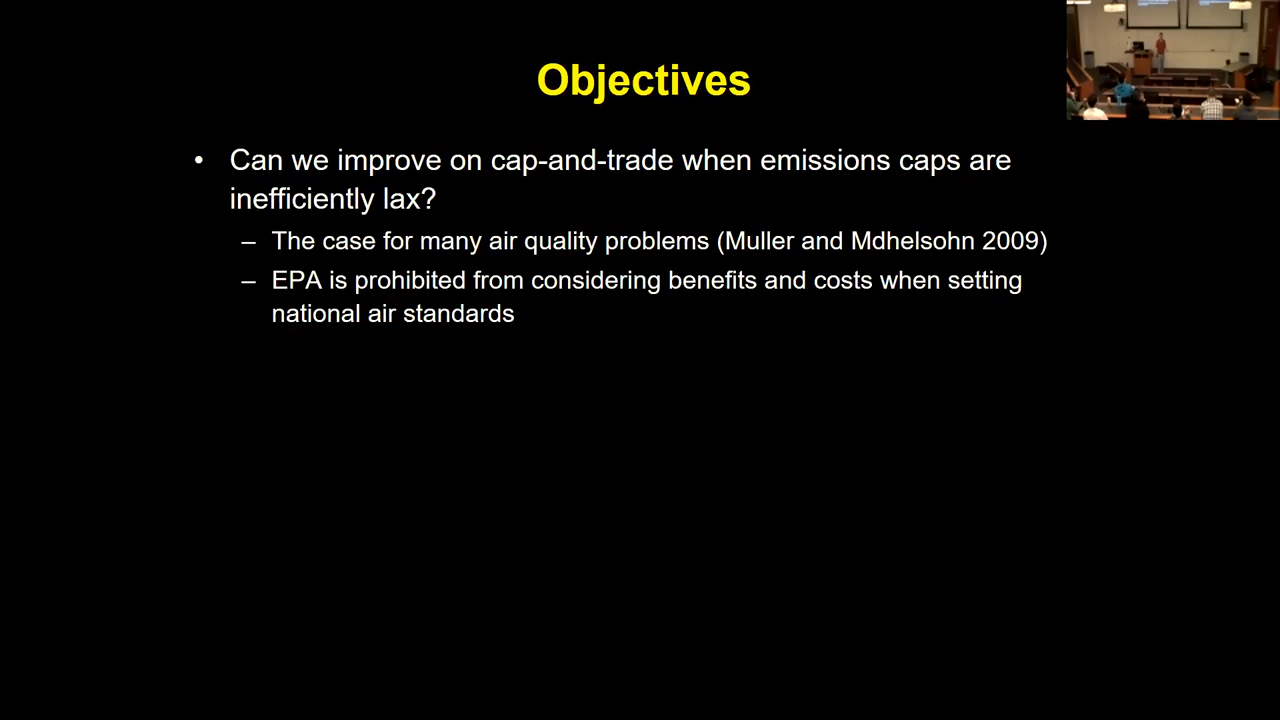 Objectives
• Can we improve on cap-and-trade when emissions caps are
inefficiently lax?
– The case for many air quality problems (Muller and Mdhelsohn 2009)
– EPA is prohibited from considering benefits and costs when setting
national air standards